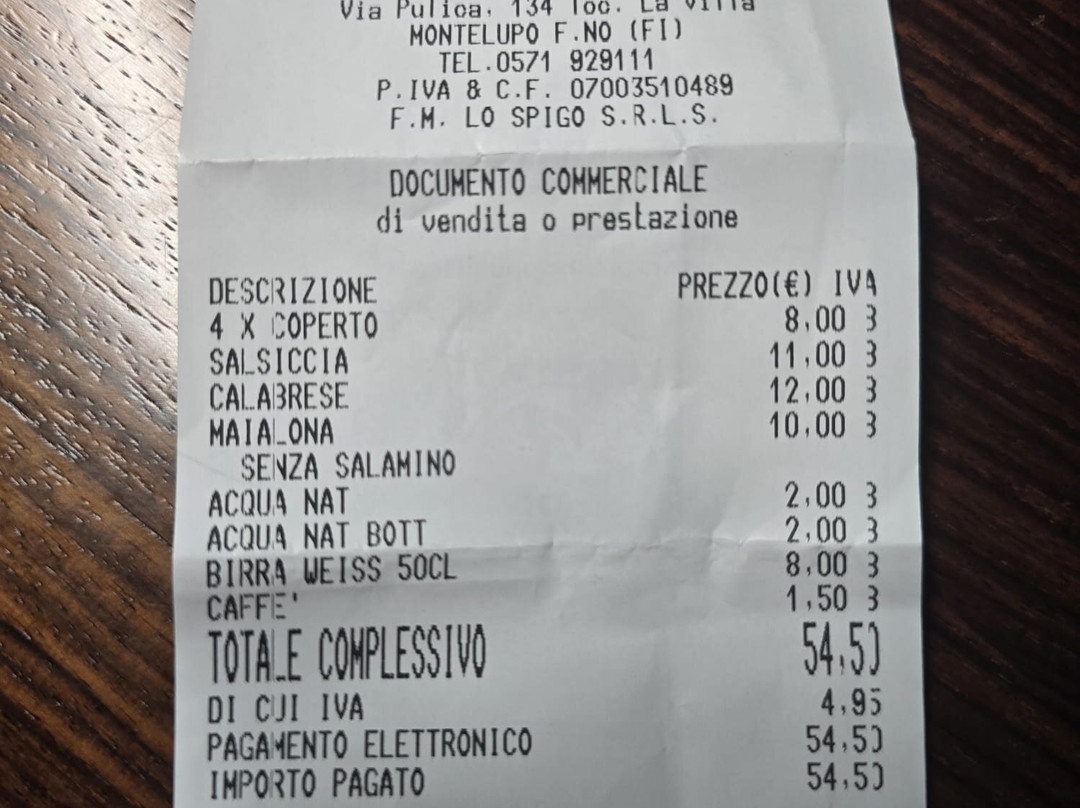 Via Pulica, 134 loc. La Villa
MONTELUPO F.NO (FI)
TEL.0571 929111
P.IVA & C.F. 07003510489
F.M. LO SPIGO S.R.L.S.
DOCUMENTO COMMERCIALE
di vendita o prestazione
DESCRIZIONE PREZZO(€) IVA
4 X COPERTO 8,00 3
SALSICCIA 11,00 3
CALABRESE 12,00 3
MAIALONA 10,00 3
SENZA SALAMINO
ACQUA NAT 2,00 3
ACQUA NAT BOTT 2,00 3
BIRRA WEISS 50CL 8,00 3
CAFFE' 1,50 3
TOTALE COMPLESSIVO 54,50
DI CUI IVA 4,95
PAGAMENTO ELETTRONICO 54,50
IMPORTO PAGATO 54,50